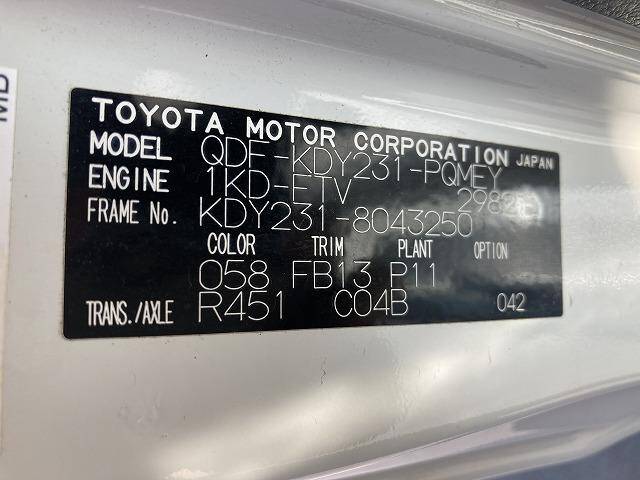 TOYOTA MOTOR CORPORATION JAPAN
MODEL QDF-KDY231-PQMEY
ENGINE 1KD-FTV
FRAME No. KDY231-8043250
COLOR TRIM PLANT OPTION
058 FB13 P11
TRANS./AXLE R451 C04B 042
MB